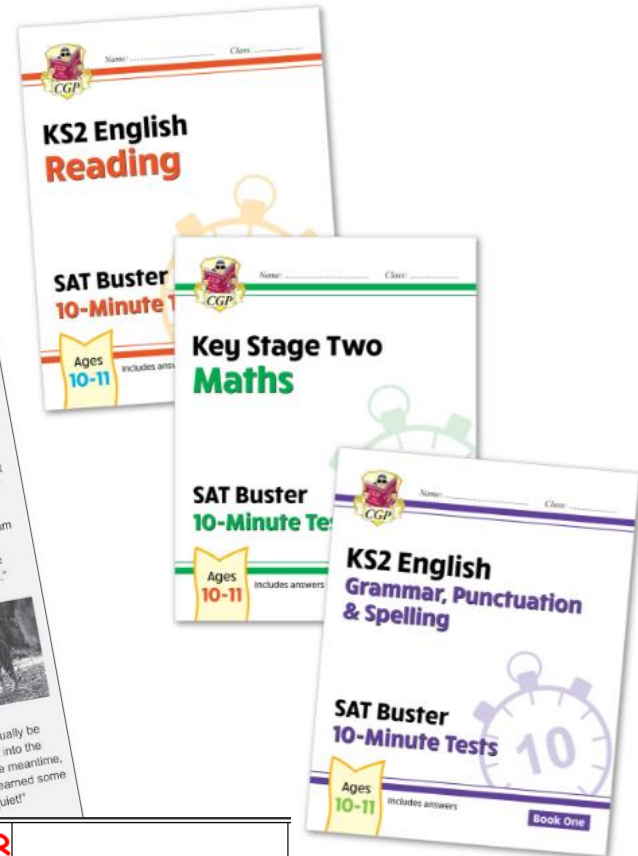 Name: Class:
CGP
KS2 English
Reading
SAT Buster
10-Minute T
Ages
10-11
includes answ
Name: Class:
CGP
Key Stage Two
Maths
SAT Buster
10-Minute Te
Ages
10-11
includes answers
Name: Class:
CGP
KS2 English
Grammar, Punctuation
& Spelling
SAT Buster
10-Minute Tests
10
Ages
10-11
includes answers
Book One
ually be
into the
e meantime,
earned some
uiet!"